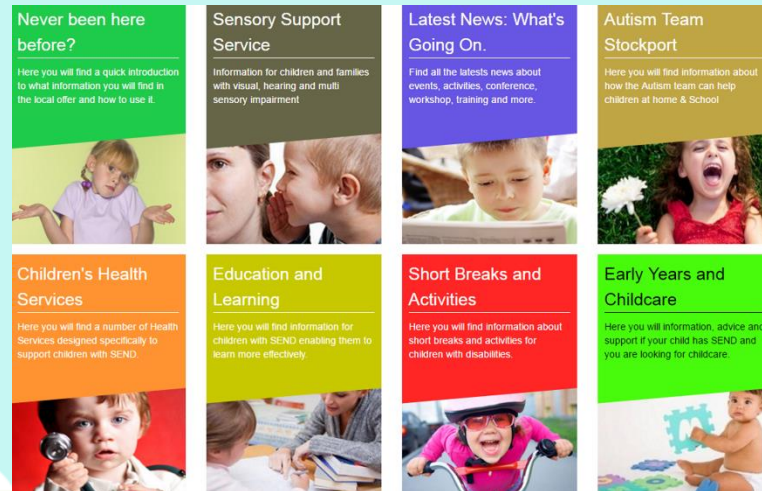 Never been here
before?
Here you will find a quick introduction
to what information you will find in
the local offer and how to use it.
Sensory Support
Service
Information for children and families
with visual, hearing and multi
sensory impairment
Latest News: What's
Going On.
Find all the latests news about
events, activities, conference,
workshop, training and more.
Autism Team
Stockport
Here you will find information about
how the Autism team can help
children at home & School
Children's Health
Services
Here you will find a number of Health
Services designed specifically to
support children with SEND.
Education and
Learning
Here you will find information for
children with SEND enabling them to
learn more effectively.
Short Breaks and
Activities
Here you will find information about
short breaks and activities for
children with disabilities.
Early Years and
Childcare
Here you will information, advice and
support if your child has SEND and
you are looking for childcare.